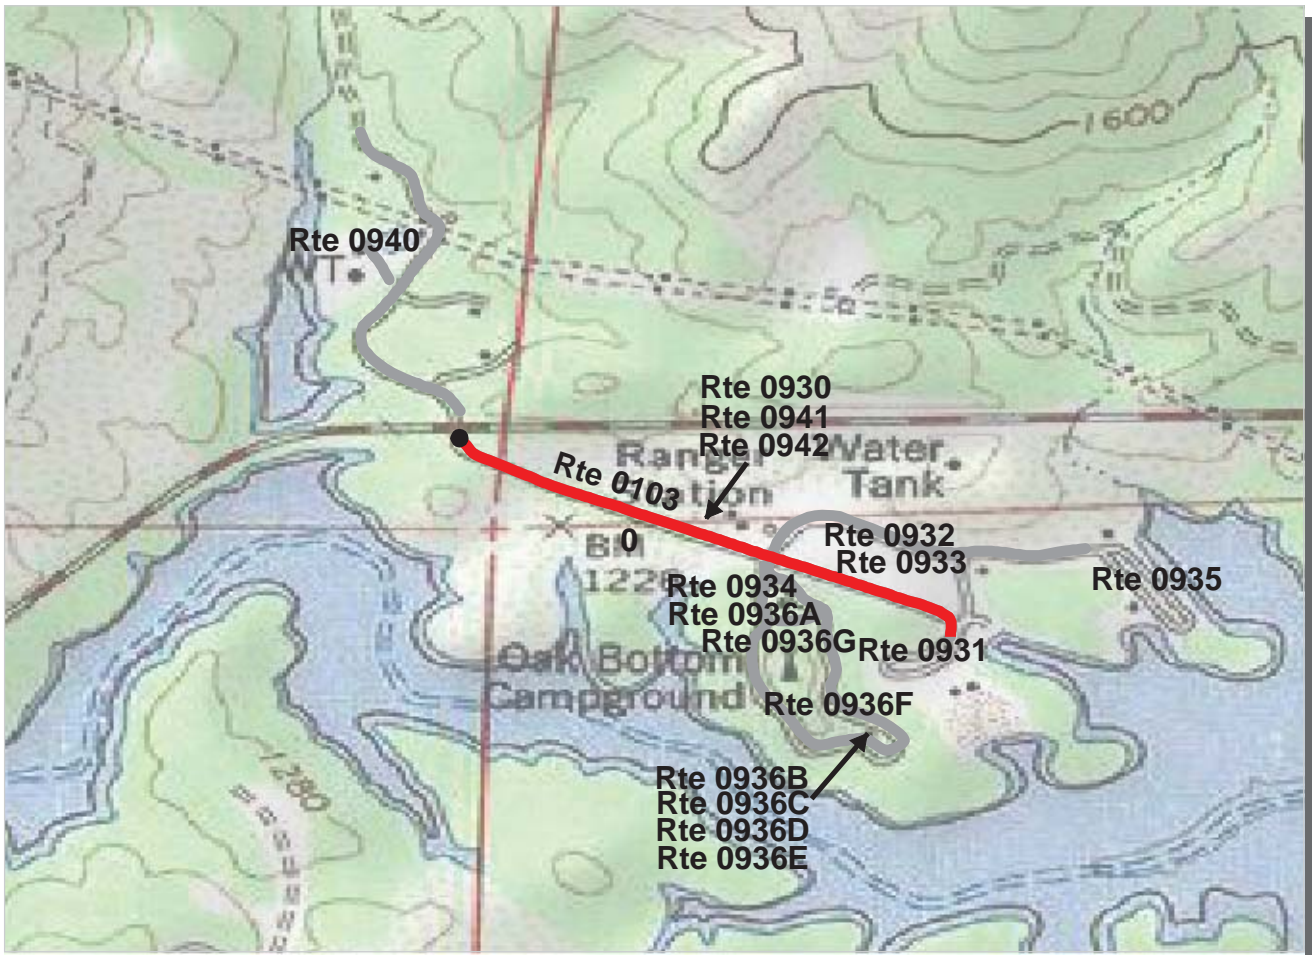 1600
Rte 0940
WT
Rte 0930
Rte 0941
Rte 0942
Ranger
Station
Water
Tank
Rte 0103
0
BM
Rte 0932
Rte 0933
Rte 0935
Rte 0934
Rte 0936A
Rte 0936G
Rte 0931
Oak Bottom
Campground
Rte 0936F
1280
Rte 0936B
Rte 0936C
Rte 0936D
Rte 0936E